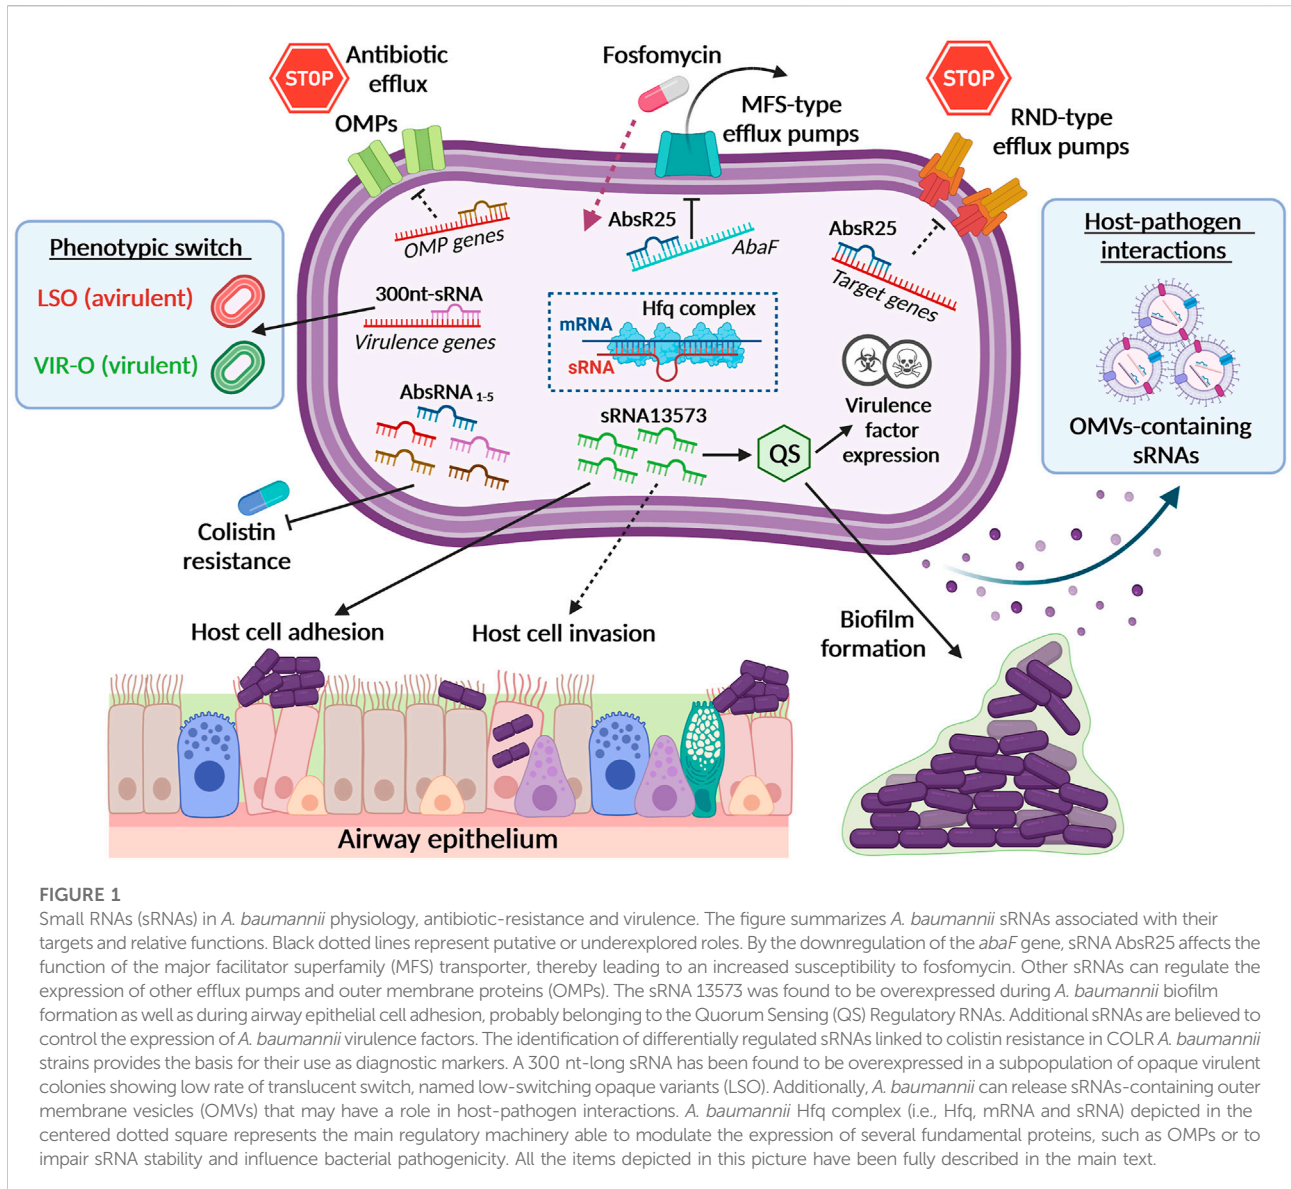 STOP
Antibiotic
efflux
OMPs
Fosfomycin
MFS-type
efflux pumps
STOP
RND-type
efflux pumps
OMP genes
AbsR25
AbaF
AbsR25
Target genes
Phenotypic switch
LSO (avirulent)
VIR-O (virulent)
300nt-sRNA
Virulence genes
Hfq complex
mRNA
sRNA
Host-pathogen
interactions
OMVs-containing
sRNAs
AbsRNA 1-5
sRNA13573
QS
Virulence
factor
expression
Colistin
resistance
Host cell adhesion
Host cell invasion
Biofilm
formation
Airway epithelium
FIGURE 1
Small RNAs (sRNAs) in A. baumannii physiology, antibiotic-resistance and virulence. The figure summarizes A. baumannii sRNAs associated with their
targets and relative functions. Black dotted lines represent putative or underexplored roles. By the downregulation of the abaF gene, sRNA AbsR25 affects the
function of the major facilitator superfamily (MFS) transporter, thereby leading to an increased susceptibility to fosfomycin. Other sRNAs can regulate the
expression of other efflux pumps and outer membrane proteins (OMPs). The sRNA 13573 was found to be overexpressed during A. baumannii biofilm
formation as well as during airway epithelial cell adhesion, probably belonging to the Quorum Sensing (QS) Regulatory RNAs. Additional sRNAs are believed to
control the expression of A. baumannii virulence factors. The identification of differentially regulated sRNAs linked to colistin resistance in COLR A. baumannii
strains provides the basis for their use as diagnostic markers. A 300 nt-long sRNA has been found to be overexpressed in a subpopulation of opaque virulent
colonies showing low rate of translucent switch, named low-switching opaque variants (LSO). Additionally, A. baumannii can release sRNAs-containing outer
membrane vesicles (OMVs) that may have a role in host-pathogen interactions. A. baumannii Hfq complex (i.e., Hfq, mRNA and sRNA) depicted in the
centered dotted square represents the main regulatory machinery able to modulate the expression of several fundamental proteins, such as OMPs or to
impair sRNA stability and influence bacterial pathogenicity. All the items depicted in this picture have been fully described in the main text.